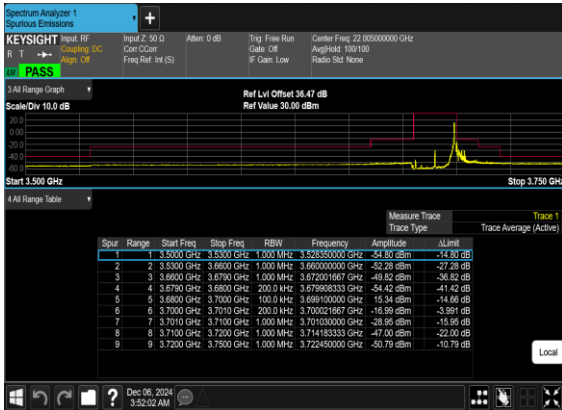 Spectrum Analyzer 1
Spurious Emissions
+
KEYSIGHT Input: RF Input Z: 50 Ω Atten: 0 dB Trig: Free Run Center Freq: 22.005000000 GHz
R T Coupling: DC Corr CCorr Gate: Off Avg|Hold: 100/100
Align: Off Freq Ref: Int (S) IF Gain: Low Radio Std: None
PASS
3 All Range Graph
Ref Lvl Offset 36.47 dB
Scale/Div 10.0 dB Ref Value 30.00 dBm
20.0
0.00
-20.0
-40.0
-60.0
Start 3.500 GHz Stop 3.750 GHz
4 All Range Table
Measure Trace Trace 1
Trace Type Trace Average (Active)
Spur Range Start Freq Stop Freq RBW Frequency Amplitude ΔLimit
1 1 3.5000 GHz 3.5300 GHz 1.000 MHz 3.528350000 GHz -54.80 dBm -14.80 dB
2 2 3.5300 GHz 3.6600 GHz 1.000 MHz 3.660000000 GHz -52.28 dBm -27.28 dB
3 3 3.6600 GHz 3.6790 GHz 1.000 MHz 3.672001667 GHz -49.82 dBm -36.82 dB
4 4 3.6790 GHz 3.6800 GHz 200.0 kHz 3.679908333 GHz -54.42 dBm -41.42 dB
5 5 3.6800 GHz 3.7000 GHz 100.0 kHz 3.699100000 GHz 15.34 dBm -14.66 dB
6 6 3.7000 GHz 3.7010 GHz 200.0 kHz 3.700021667 GHz -16.99 dBm -3.991 dB
7 7 3.7010 GHz 3.7100 GHz 1.000 MHz 3.701030000 GHz -28.95 dBm -15.95 dB
8 8 3.7100 GHz 3.7200 GHz 1.000 MHz 3.714183333 GHz -47.00 dBm -22.00 dB
9 9 3.7200 GHz 3.7500 GHz 1.000 MHz 3.722450000 GHz -50.79 dBm -10.79 dB
Local
? Dec 06, 2024
3:52:02 AM